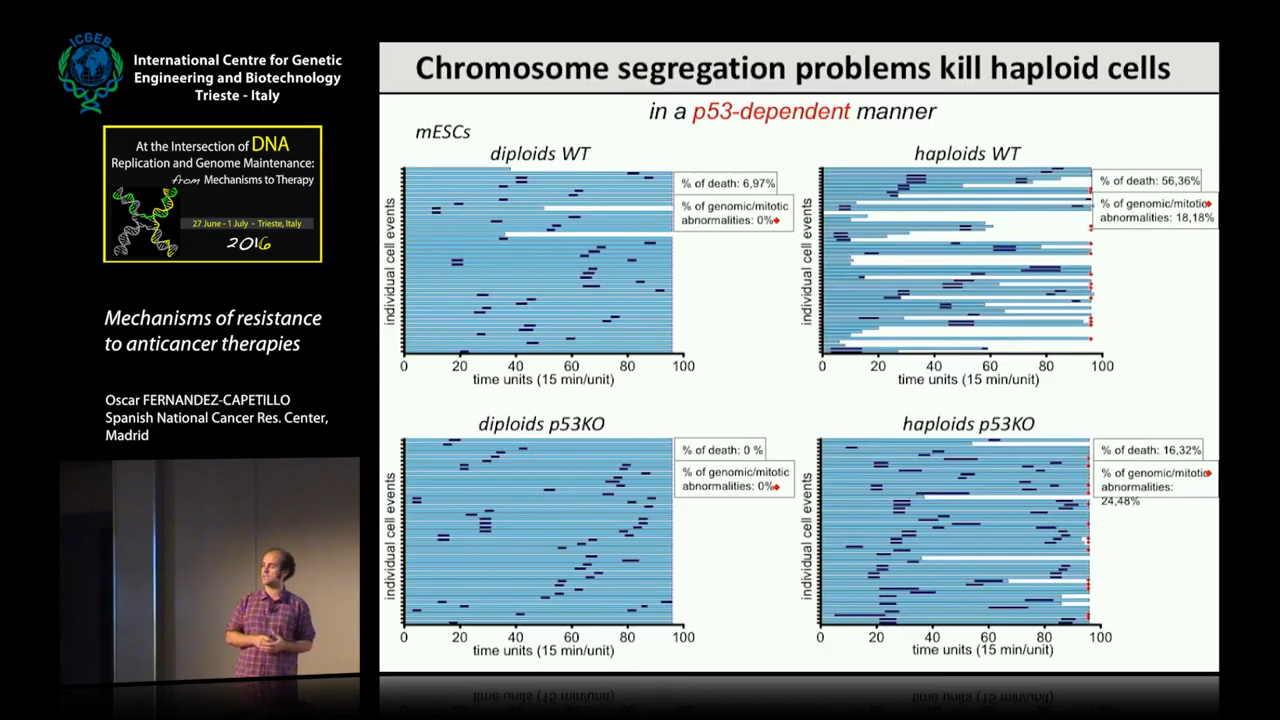 ICGEB
International Centre for Genetic
Engineering and Biotechnology
Trieste - Italy
At the Intersection of DNA
Replication and Genome Maintenance:
from Mechanisms to Therapy
27 June - 1 July - Trieste, Italy
2016
Mechanisms of resistance
to anticancer therapies
Oscar FERNANDEZ-CAPETILLO
Spanish National Cancer Res. Center,
Madrid
Chromosome segregation problems kill haploid cells
in a p53-dependent manner
mESCs
diploids WT
individual cell events
% of death: 6,97%
% of genomic/mitotic
abnormalities: 0%
0 20 40 60 80 100
time units (15 min/unit)
haploids WT
individual cell events
% of death: 56,36%
% of genomic/mitotic
abnormalities: 18,18%
0 20 40 60 80 100
time units (15 min/unit)
diploids p53KO
individual cell events
% of death: 0 %
% of genomic/mitotic
abnormalities: 0%
0 20 40 60 80 100
time units (15 min/unit)
haploids p53KO
individual cell events
% of death: 16,32%
% of genomic/mitotic
abnormalities:
24,48%
0 20 40 60 80 100
time units (15 min/unit)